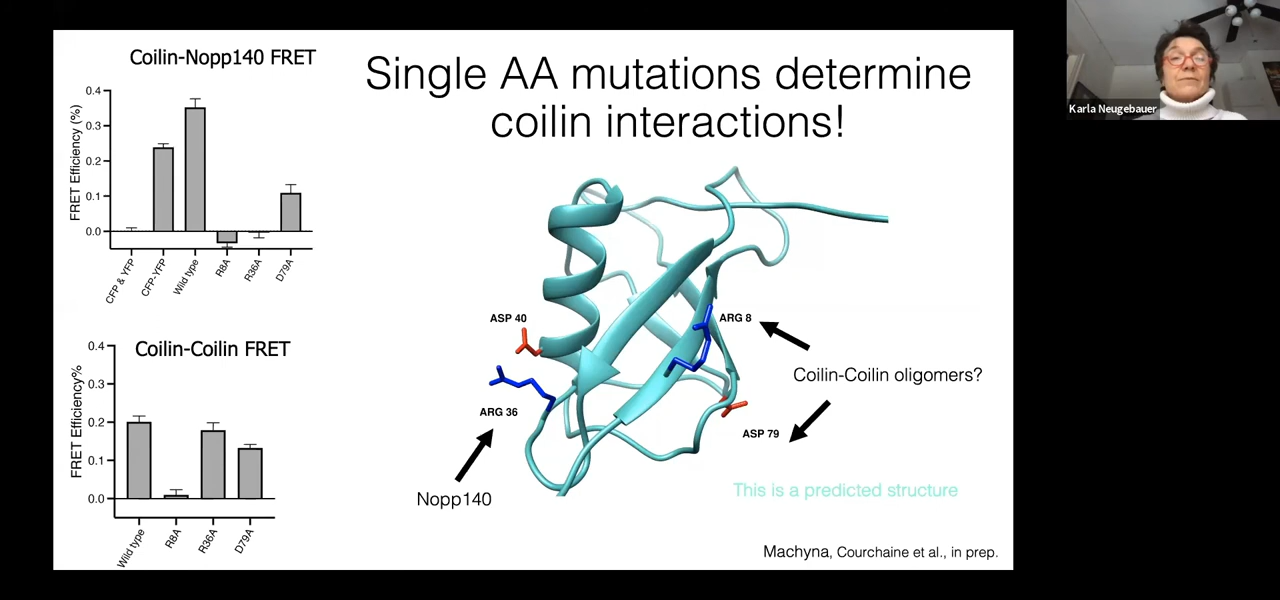 Coilin-Nopp140 FRET
FRET Efficiency (%)
0.4
0.3
0.2
0.1
0.0
CFP & YFP
CFP-YFP
Wild type
R8A
R36A
D79A
Coilin-Coilin FRET
FRET Efficiency%
0.4
0.3
0.2
0.1
0.0
Wild type
R8A
R36A
D79A
Single AA mutations determine
coilin interactions!
ASP 40
ARG 8
ARG 36
ASP 79
Coilin-Coilin oligomers?
Nopp140
This is a predicted structure
Machyna, Courchaine et al., in prep.
Karla Neugebauer